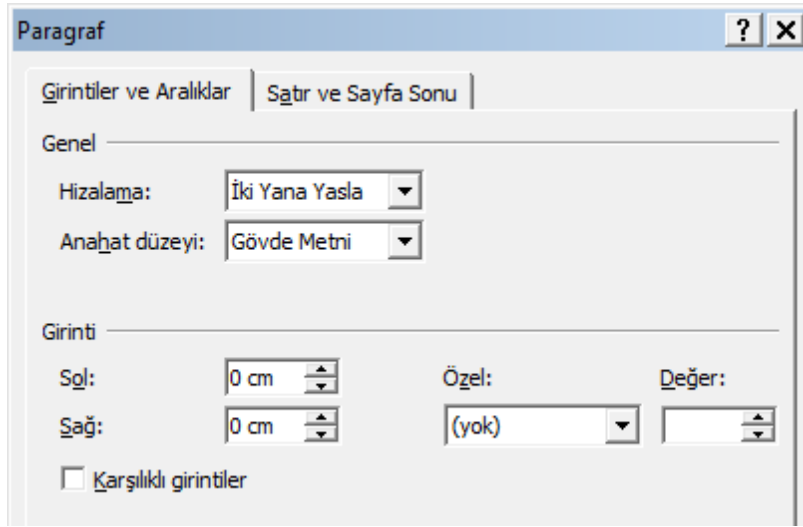 Paragraf
Girintiler ve Aralıklar Satır ve Sayfa Sonu
Genel
Hizalama: İki Yana Yasla
Anahat düzeyi: Gövde Metni
Girinti
Sol: 0 cm Özel: Değer:
Sağ: 0 cm (yok)
Karşılıklı girintiler